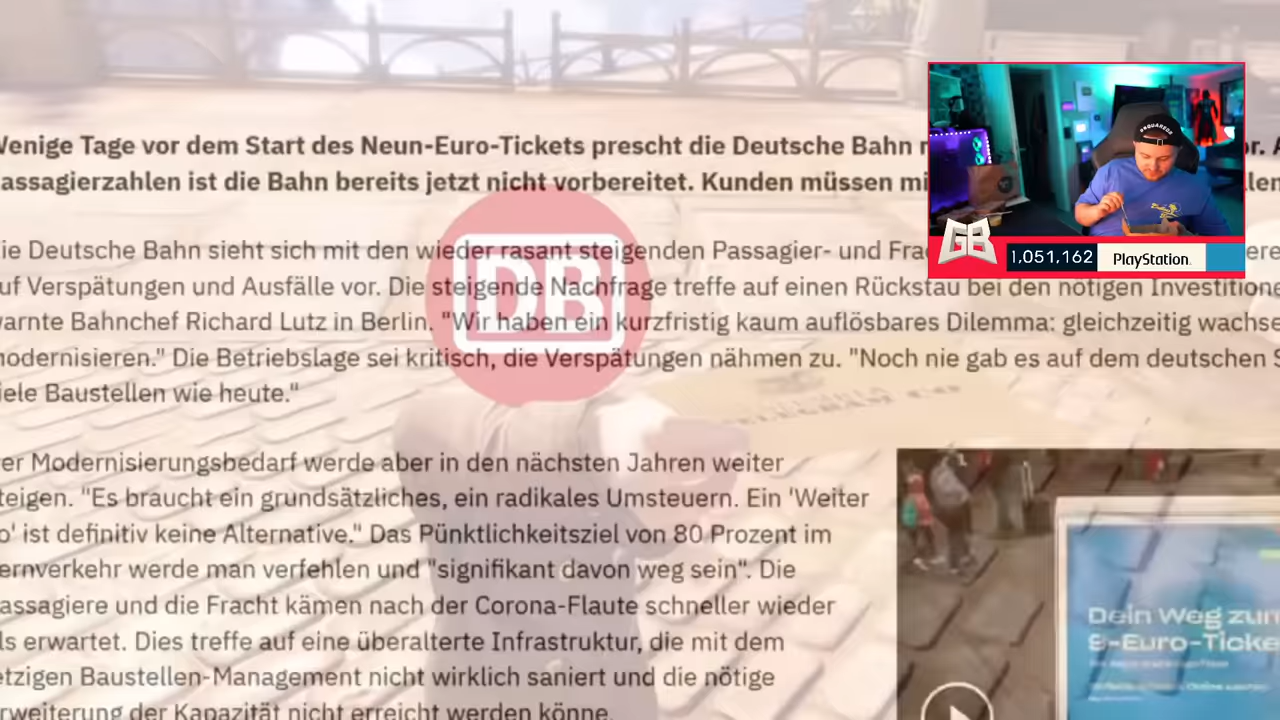 Wenige Tage vor dem Start des Neun-Euro-Tickets prescht die Deutsche Bahn
assagierzahlen ist die Bahn bereits jetzt nicht vorbereitet. Kunden müssen
ie Deutsche Bahn sieht sich mit den wieder rasant steigenden Passagier- und
uf Verspätungen und Ausfälle vor. Die steigende Nachfrage treffe auf einen Rückstau bei den nötigen Investitione
warnte Bahnchef Richard Lutz in Berlin. "Wir haben ein kurzfristig kaum auflösbares Dilemma: gleichzeitig wachse
modernisieren." Die Betriebslage sei kritisch, die Verspätungen nähmen zu. "Noch nie gab es auf dem deutschen S
iele Baustellen wie heute."
DB
GB
1,051,162 PlayStation.
er Modernisierungsbedarf werde aber in den nächsten Jahren weiter
teigen. "Es braucht ein grundsätzliches, ein radikales Umsteuern. Ein 'Weiter
o' ist definitiv keine Alternative." Das Pünktlichkeitsziel von 80 Prozent im
ernverkehr werde man verfehlen und "signifikant davon weg sein". Die
assagiere und die Fracht kämen nach der Corona-Flaute schneller wieder
ls erwartet. Dies treffe auf eine überalterte Infrastruktur, die mit dem
etzigen Baustellen-Management nicht wirklich saniert und die nötige
rweiterung der Kapazität nicht erreicht werden könne.
Dein Weg zum
9-Euro-Ticke